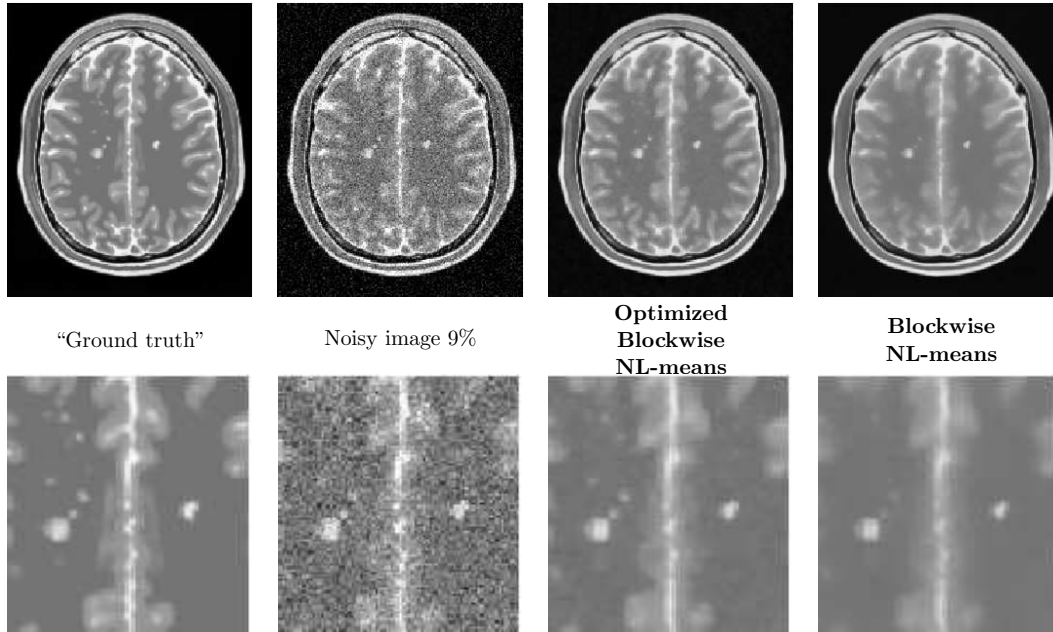 “Ground truth”
Noisy image 9%
Optimized
Blockwise
NL-means
Blockwise
NL-means